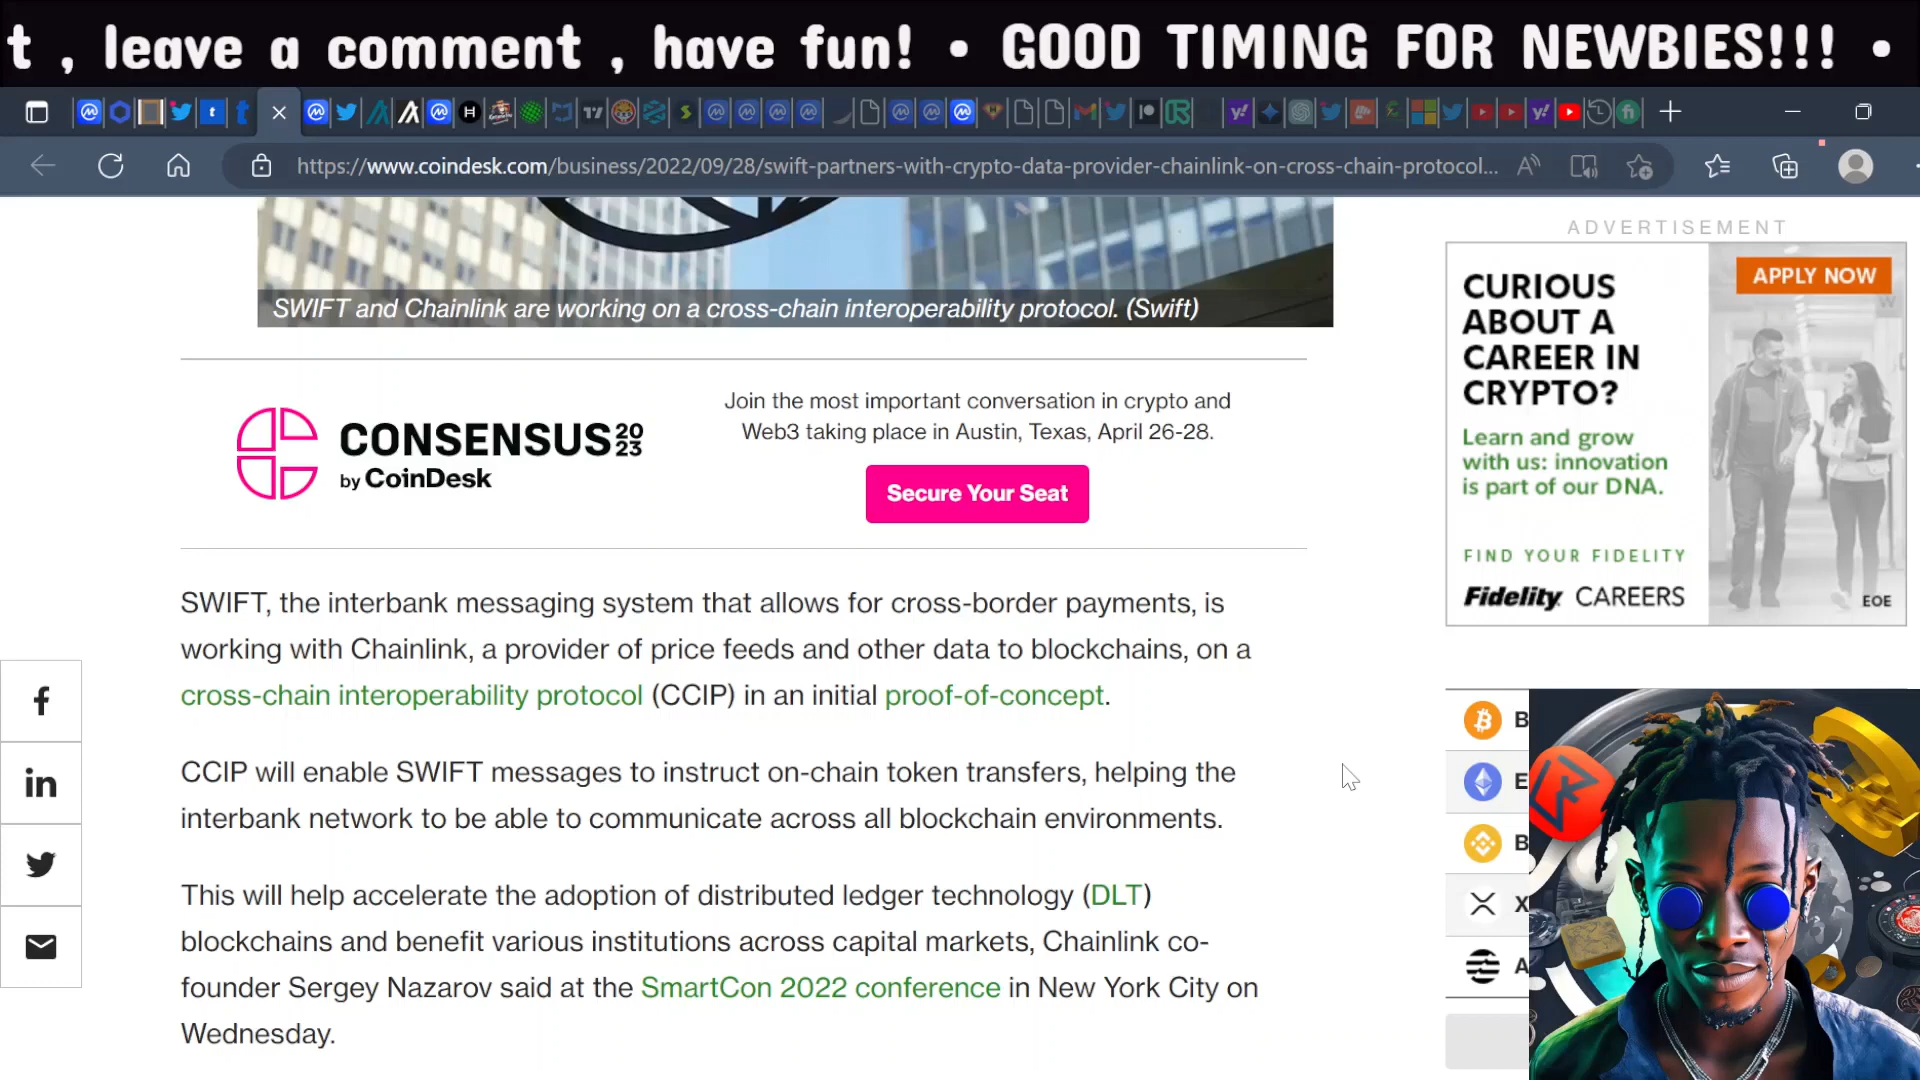 t , leave a comment , have fun! • GOOD TIMING FOR NEWBIES!!! •
https://www.coindesk.com/business/2022/09/28/swift-partners-with-crypto-data-provider-chainlink-on-cross-chain-protocol...
SWIFT and Chainlink are working on a cross-chain interoperability protocol. (Swift)
CONSENSUS 2023
by CoinDesk
Join the most important conversation in crypto and
Web3 taking place in Austin, Texas, April 26-28.
Secure Your Seat
SWIFT, the interbank messaging system that allows for cross-border payments, is
working with Chainlink, a provider of price feeds and other data to blockchains, on a
cross-chain interoperability protocol (CCIP) in an initial proof-of-concept.
CCIP will enable SWIFT messages to instruct on-chain token transfers, helping the
interbank network to be able to communicate across all blockchain environments.
This will help accelerate the adoption of distributed ledger technology (DLT)
blockchains and benefit various institutions across capital markets, Chainlink co-
founder Sergey Nazarov said at the SmartCon 2022 conference in New York City on
Wednesday.
ADVERTISEMENT
CURIOUS
ABOUT A
CAREER IN
CRYPTO?
APPLY NOW
Learn and grow
with us: innovation
is part of our DNA.
FIND YOUR FIDELITY
Fidelity CAREERS
EOE
B
E
B
X
A